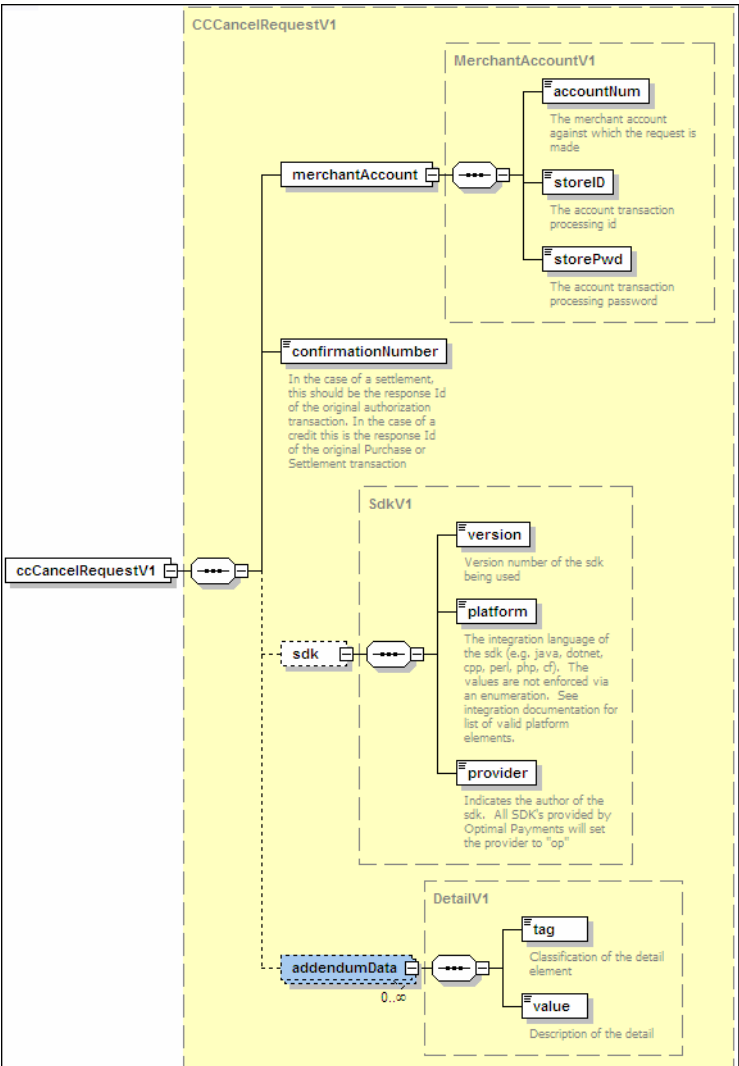 CCCancelRequestV1
MerchantAccountV1
accountNum
The merchant account
against which the request is
made
merchantAccount
storeID
The account transaction
processing id
storePwd
The account transaction
processing password
confirmationNumber
In the case of a settlement,
this should be the response Id
of the original authorization
transaction. In the case of a
credit this is the response Id
of the original Purchase or
Settlement transaction
SdkV1
version
Version number of the sdk
being used
ccCancelRequestV1
platform
The integration language of
the sdk (e.g. java, dotnet,
cpp, perl, php, cf). The
values are not enforced via
an enumeration. See
integration documentation for
list of valid platform
elements.
sdk
provider
Indicates the author of the
sdk. All SDK's provided by
Optimal Payments will set
the provider to "op"
DetailV1
tag
Classification of the detail
element
addendumData
0..∞
value
Description of the detail